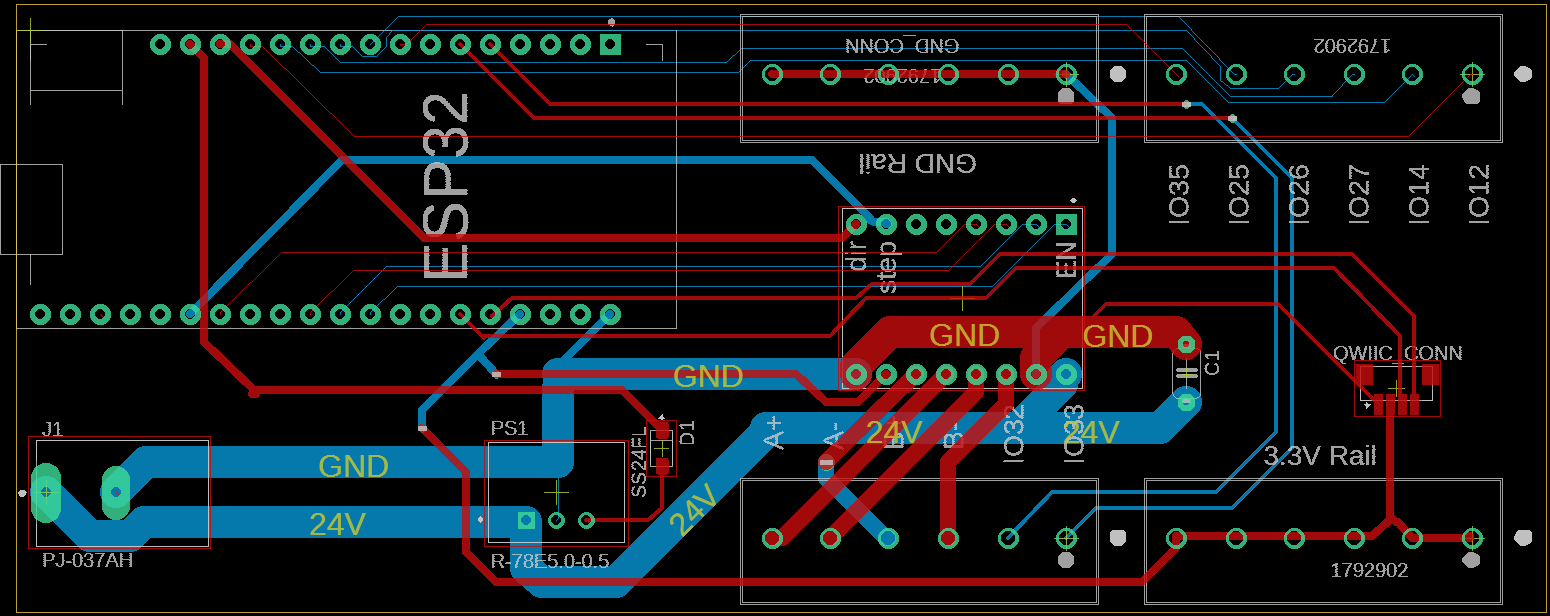 GND_CONN
1792902
1792902
ESP32
GND Rail
IO35
IO25
IO26
IO27
IO14
IO12
dir
step
EN
GND
GND
QWIIC_CONN
C1
GND
J1
PS1
SS24FL
D1
A+
A-
B-
IO32
IO33
24V
24V
3.3V Rail
GND
24V
24V
PJ-037AH
R-78E5.0-0.5
1792902